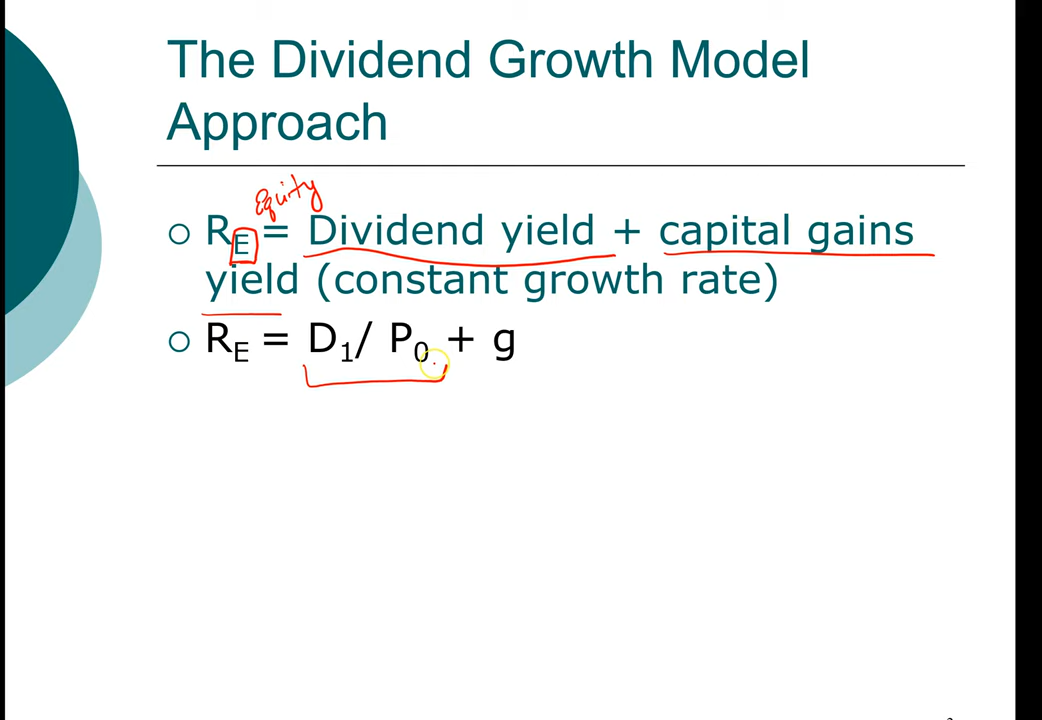 The Dividend Growth Model
Approach
Equity
R_E = Dividend yield + capital gains
yield (constant growth rate)
R_E = D_1/ P_0 + g